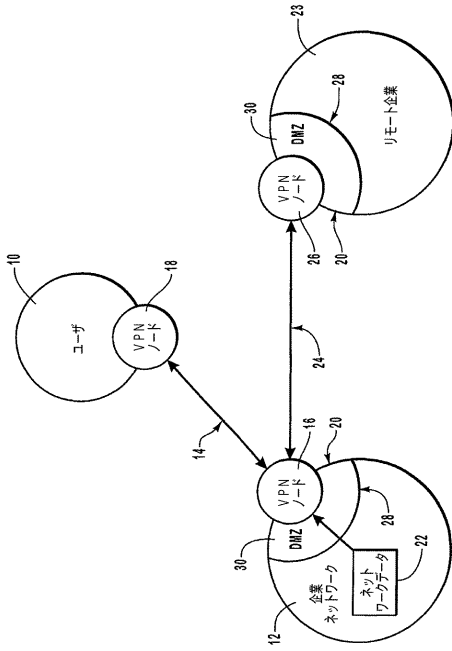 10
ユーザ
18
VPN
ノード
14
23
30
DMZ
28
VPN
ノード
26
20
リモート企業
24
16
VPN
ノード
20
30
DMZ
28
12
企業
ネットワーク
ネット
ワークデータ
22